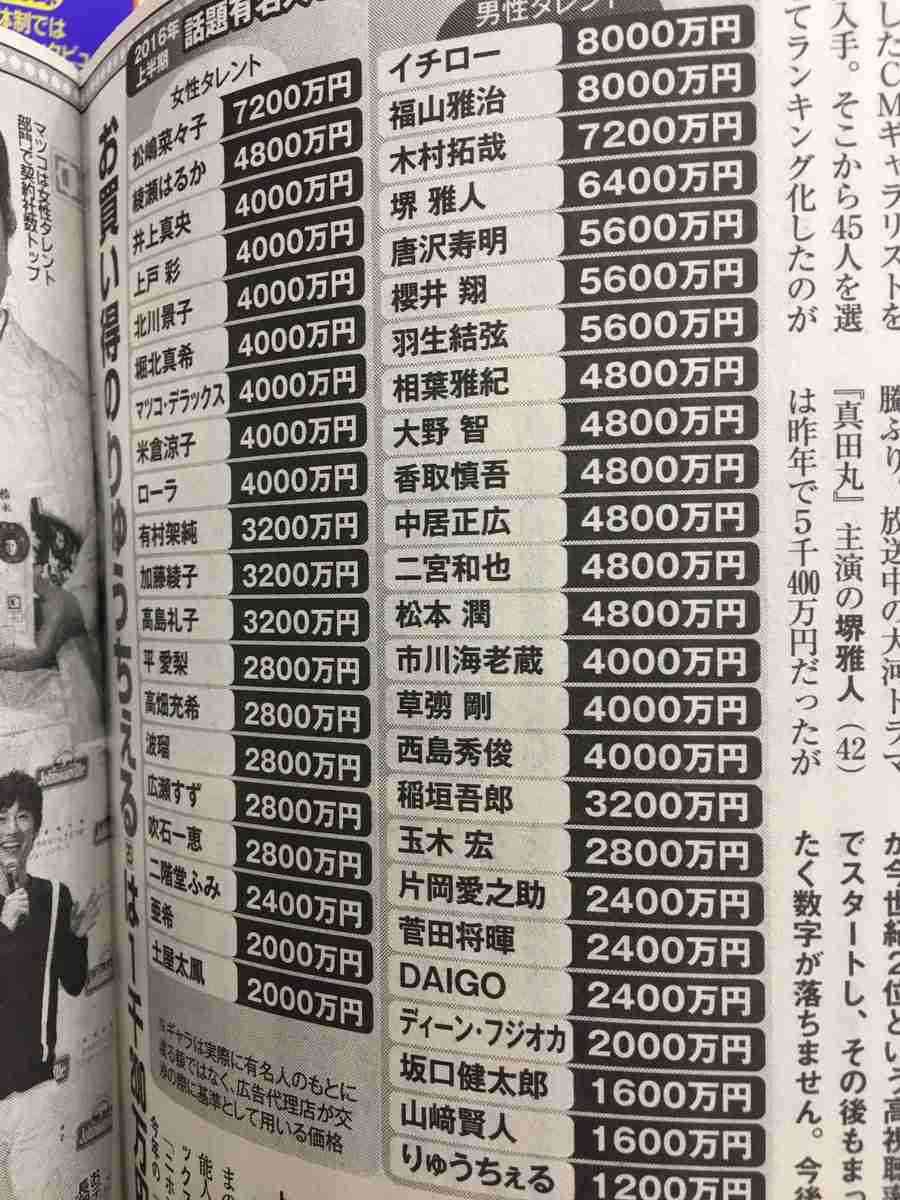 体制では
2016年
上半期
女性タレント
松嶋菜々子 7200万円
綾瀬はるか 4800万円
井上真央 4000万円
上戸 彩 4000万円
北川景子 4000万円
堀北真希 4000万円
マツコ・デラックス 4000万円
米倉涼子 4000万円
ローラ 4000万円
有村架純 3200万円
加藤綾子 3200万円
高島礼子 3200万円
平 愛梨 2800万円
高畑充希 2800万円
波瑠 2800万円
広瀬すず 2800万円
吹石一恵 2800万円
二階堂ふみ 2400万円
亜希 2000万円
土屋太鳳 2000万円
※ギャラは実際に有名人のもとに
渡る額ではなく、広告代理店が交
渉の際に基準として用いる価格
男性タレント
イチロー 8000万円
福山雅治 8000万円
木村拓哉 7200万円
堺 雅人 6400万円
唐沢寿明 5600万円
櫻井 翔 5600万円
羽生結弦 5600万円
相葉雅紀 4800万円
大野 智 4800万円
香取慎吾 4800万円
中居正広 4800万円
二宮和也 4800万円
松本 潤 4800万円
市川海老蔵 4000万円
草彅 剛 4000万円
西島秀俊 4000万円
稲垣吾郎 3200万円
玉木 宏 2800万円
片岡愛之助 2400万円
菅田将暉 2400万円
DAIGO 2400万円
ディーン・フジオカ 2000万円
坂口健太郎 1600万円
山﨑賢人 1600万円
りゅうちぇる 1200万円
したCMキャラリストを
入手。そこから45人を選
てランキング化したのが
騰ぶり。放送中の大河ドラマ
『真田丸』主演の堺雅人(42)
は昨年で5千400万円だったが
が今世紀2位という高視聴率
でスタートし、その後もま
たく数字が落ちません。今後
お買い得のりゅうちぇる
は1千
マツコは女性タレント
部門で契約社数トップ